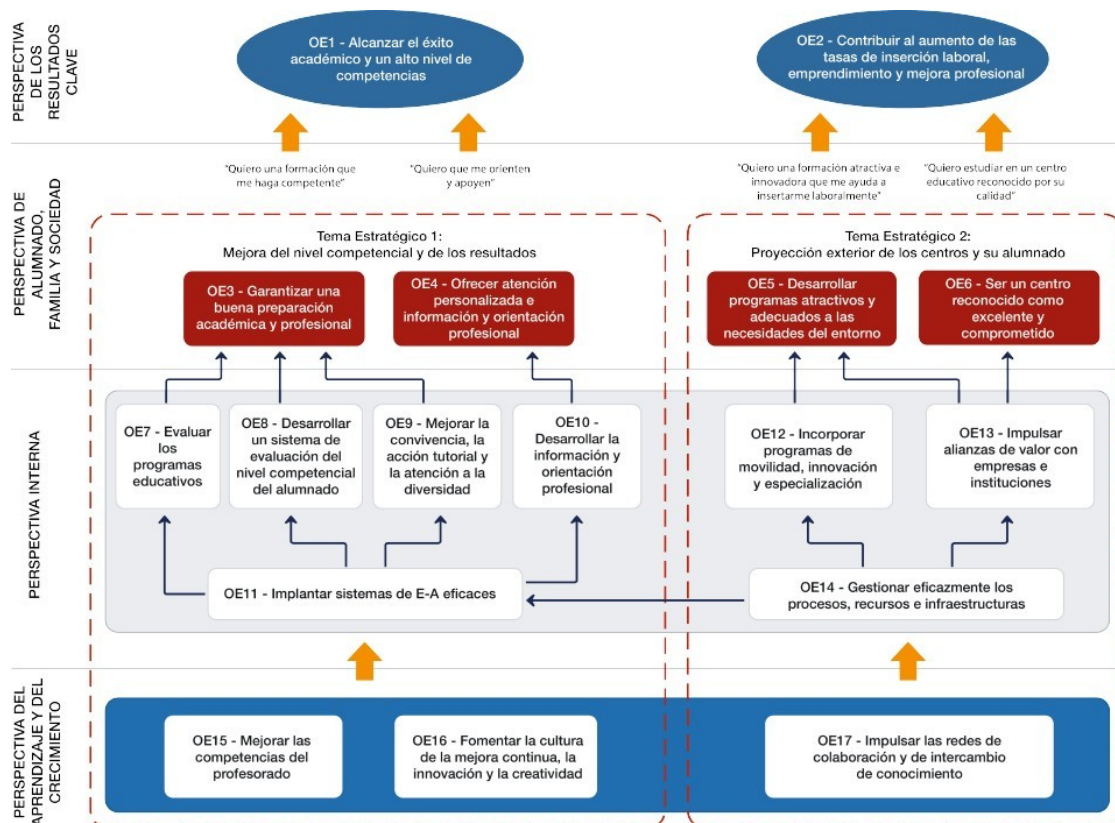 PERSPECTIVA
DE LOS
RESULTADOS
CLAVE
OE1 - Alcanzar el éxito
académico y un alto nivel de
competencias
OE2 - Contribuir al aumento de las
tasas de inserción laboral,
emprendimiento y mejora profesional
PERSPECTIVA DE
ALUMNADO,
FAMILIA Y SOCIEDAD
"Quiero una formación que
me haga competente"
"Quiero que me orienten
y apoyen"
"Quiero una formación atractiva e
innovadora que me ayuda a
insertarme laboralmente"
"Quiero estudiar en un centro
educativo reconocido por su
calidad"
Tema Estratégico 1:
Mejora del nivel competencial y de los resultados
Tema Estratégico 2:
Proyección exterior de los centros y su alumnado
OE3 - Garantizar una
buena preparación
académica y profesional
OE4 - Ofrecer atención
personalizada e
información y orientación
profesional
OE5 - Desarrollar
programas atractivos y
adecuados a las
necesidades del entorno
OE6 - Ser un centro
reconocido como
excelente y
comprometido
PERSPECTIVA INTERNA
OE7 - Evaluar
los
programas
educativos
OE8 - Desarrollar
un sistema de
evaluación del
nivel competencial
del alumnado
OE9 - Mejorar la
convivencia, la
acción tutorial y
la atención a la
diversidad
OE10 -
Desarrollar la
información y
orientación
profesional
OE12 - Incorporar
programas de
movilidad, innovación
y especialización
OE13 - Impulsar
alianzas de valor con
empresas e
instituciones
OE11 - Implantar sistemas de E-A eficaces
OE14 - Gestionar eficazmente los
procesos, recursos e infraestructuras
PERSPECTIVA DEL
APRENDIZAJE Y DEL
CRECIMIENTO
OE15 - Mejorar las
competencias del
profesorado
OE16 - Fomentar la cultura
de la mejora continua, la
innovación y la creatividad
OE17 - Impulsar las redes de
colaboración y de intercambio
de conocimiento